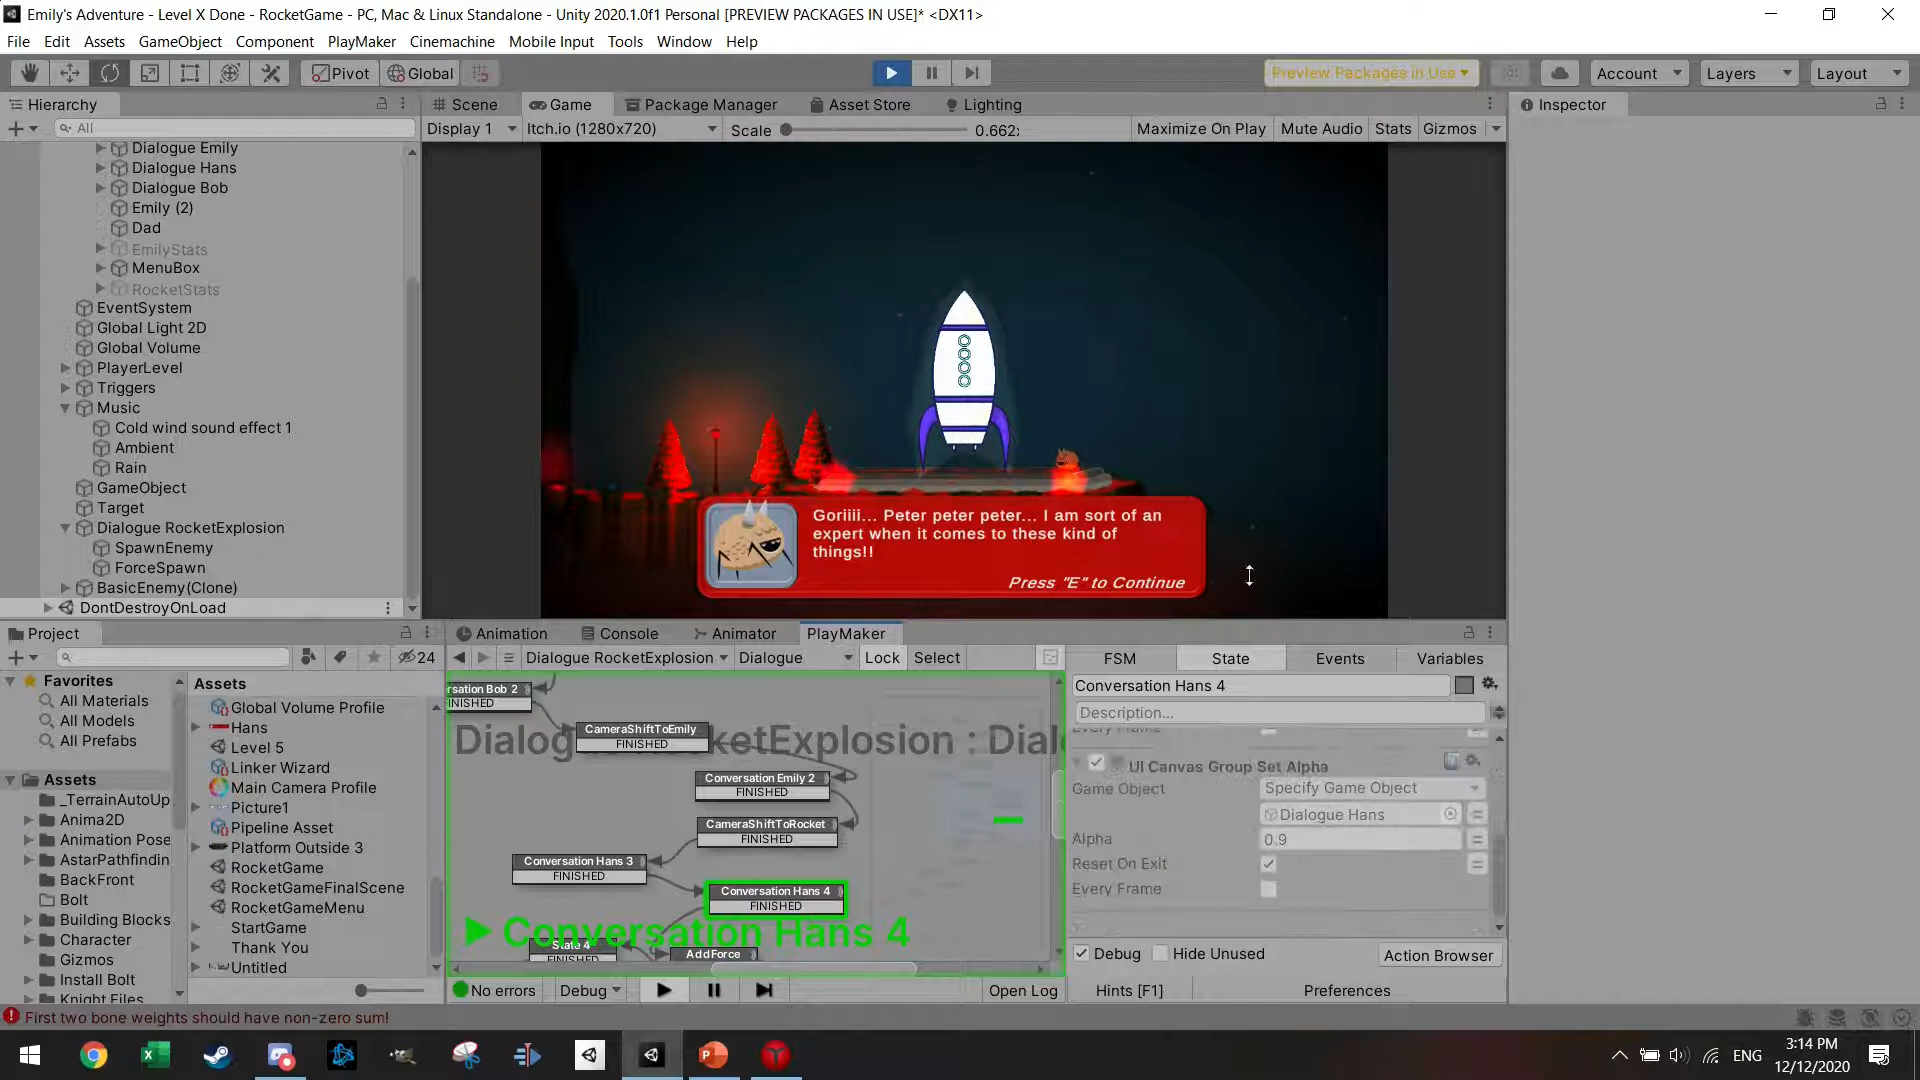 Emily's Adventure - Level X Done - RocketGame - PC, Mac & Linux Standalone - Unity 2020.1.0f1 Personal [PREVIEW PACKAGES IN USE]* <DX11>
File Edit Assets GameObject Component PlayMaker Cinemachine Mobile Input Tools Window Help
Pivot Global Preview Packages in Use Account Layers Layout
Hierarchy Scene Game Package Manager Asset Store Lighting Inspector
All Display 1 Itch.io (1280x720) Scale 0.662: Maximize On Play Mute Audio Stats Gizmos
Dialogue Emily
Dialogue Hans
Dialogue Bob
Emily (2)
Dad
EmilyStats
MenuBox
RocketStats
EventSystem
Global Light 2D
Global Volume
PlayerLevel
Triggers
Music
Cold wind sound effect 1
Ambient
Rain
GameObject
Target
Dialogue RocketExplosion
SpawnEnemy
ForceSpawn
BasicEnemy(Clone)
DontDestroyOnLoad
Goriiii... Peter peter peter... I am sort of an
expert when it comes to these kind of
things!!
Press "E" to Continue
Project
24
Favorites
All Materials
All Models
All Prefabs
Assets
_TerrainAutoUp
Anima2D
Animation Pose
AstarPathfindin
BackFront
Bolt
Building Blocks
Character
Gizmos
Install Bolt
Knight Files
Assets
Global Volume Profile
Hans
Level 5
Linker Wizard
Main Camera Profile
Picture1
Pipeline Asset
Platform Outside 3
RocketGame
RocketGameFinalScene
RocketGameMenu
StartGame
Thank You
Untitled
Animation Console Animator PlayMaker
Dialogue RocketExplosion Dialogue Lock Select
rsation Bob 2
INISHED
Dialog ketExplosion : Dial
CameraShiftToEmily
FINISHED
Conversation Emily 2
FINISHED
CameraShiftToRocket
FINISHED
Conversation Hans 3
FINISHED
Conversation Hans 4
FINISHED
Conversation Hans 4
State 4
FINISHED
AddForce
No errors Debug Open Log
FSM State Events Variables
Conversation Hans 4
Description...
Every Frame
UI Canvas Group Set Alpha
Game Object Specify Game Object
Dialogue Hans
Alpha 0.9
Reset On Exit
Every Frame
Debug Hide Unused Action Browser
Hints [F1] Preferences
First two bone weights should have non-zero sum!
ENG
3:14 PM
12/12/2020